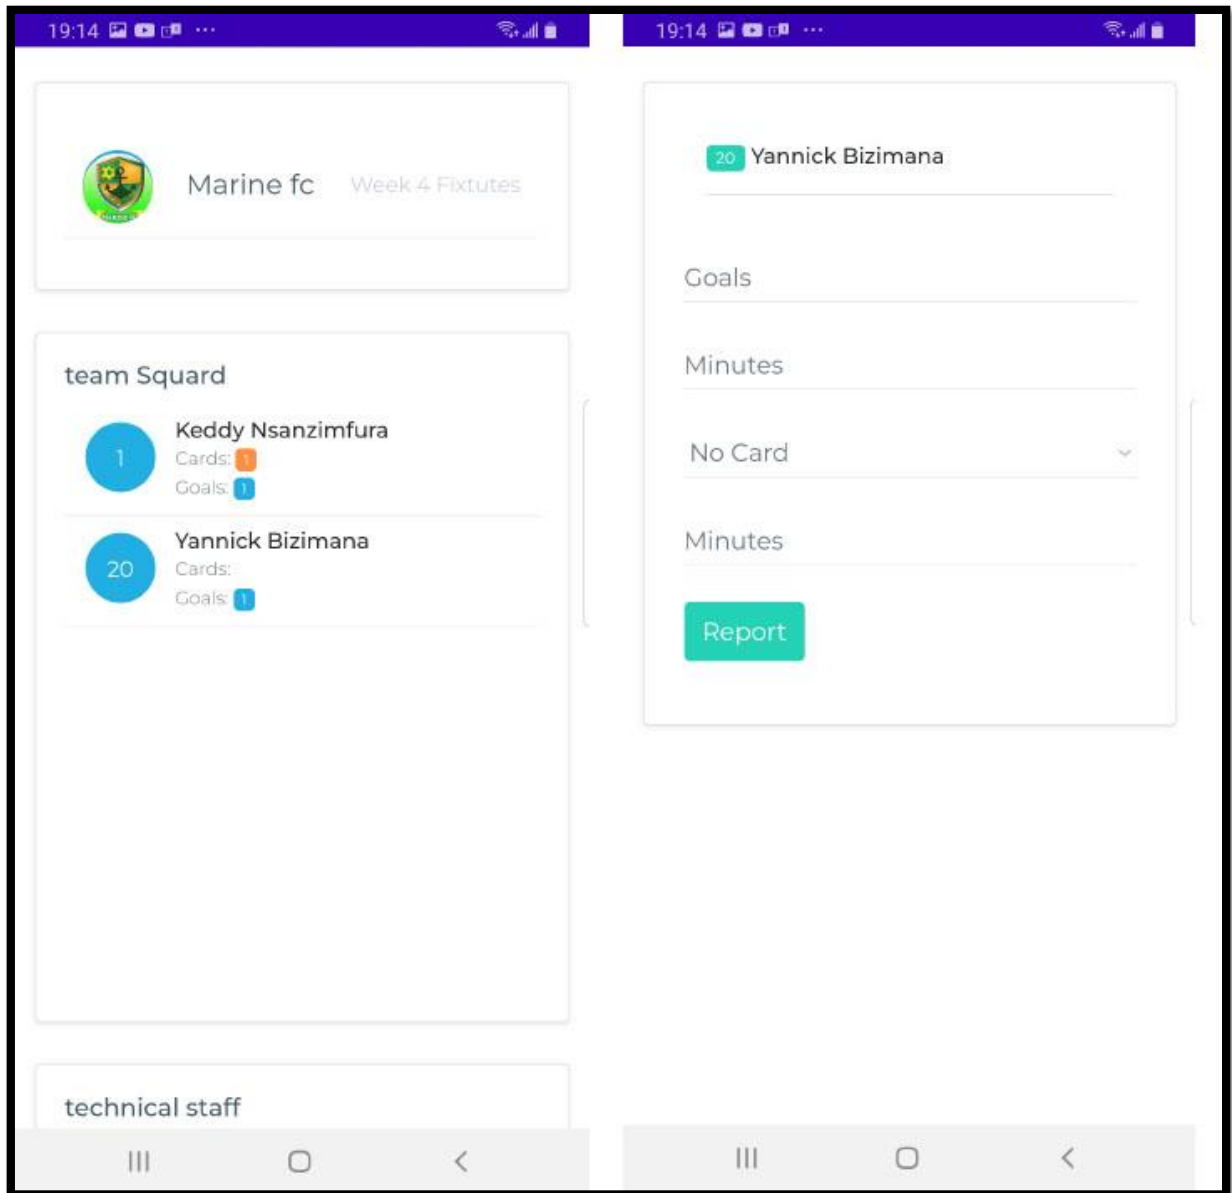 19:14
Marine fc Week 4 Fixtutes
team Squard
1
Keddy Nsanzimfura
Cards: 1
Goals: 1
20
Yannick Bizimana
Cards:
Goals: 1
technical staff
19:14
20 Yannick Bizimana
Goals
Minutes
No Card
Minutes
Report